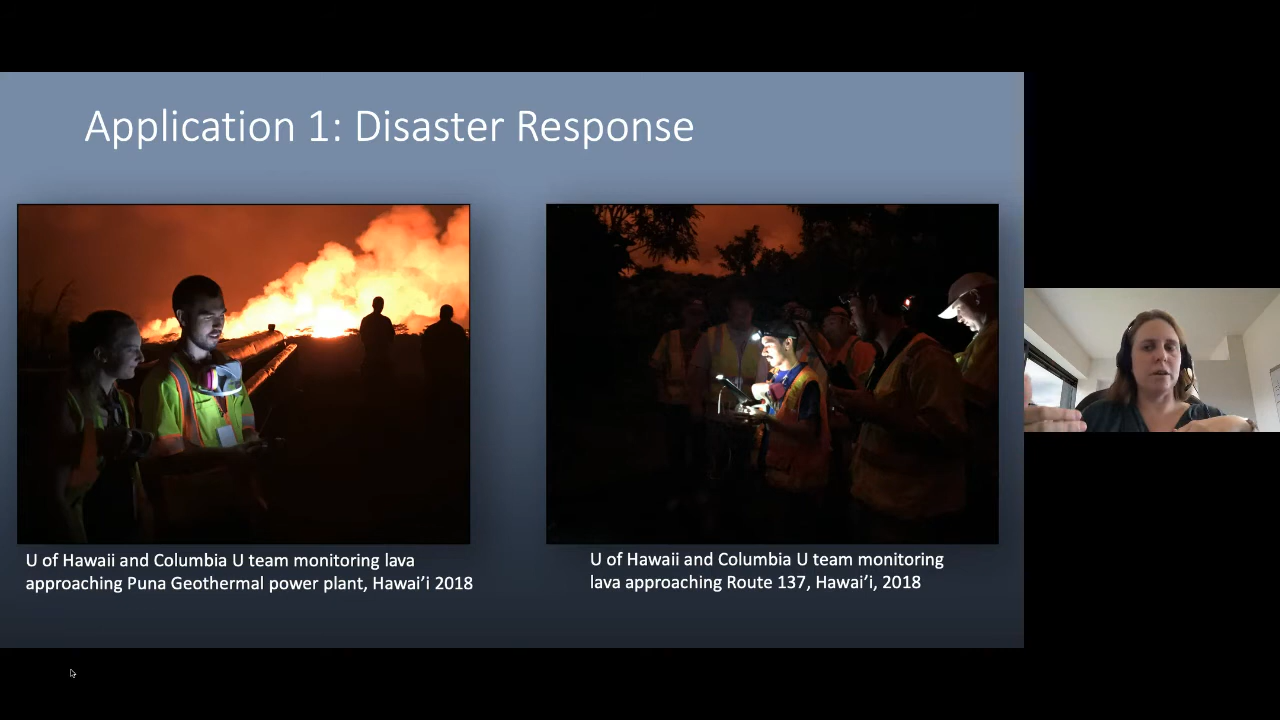 Application 1: Disaster Response
U of Hawaii and Columbia U team monitoring lava
approaching Puna Geothermal power plant, Hawai’i 2018
U of Hawaii and Columbia U team monitoring
lava approaching Route 137, Hawai’i, 2018